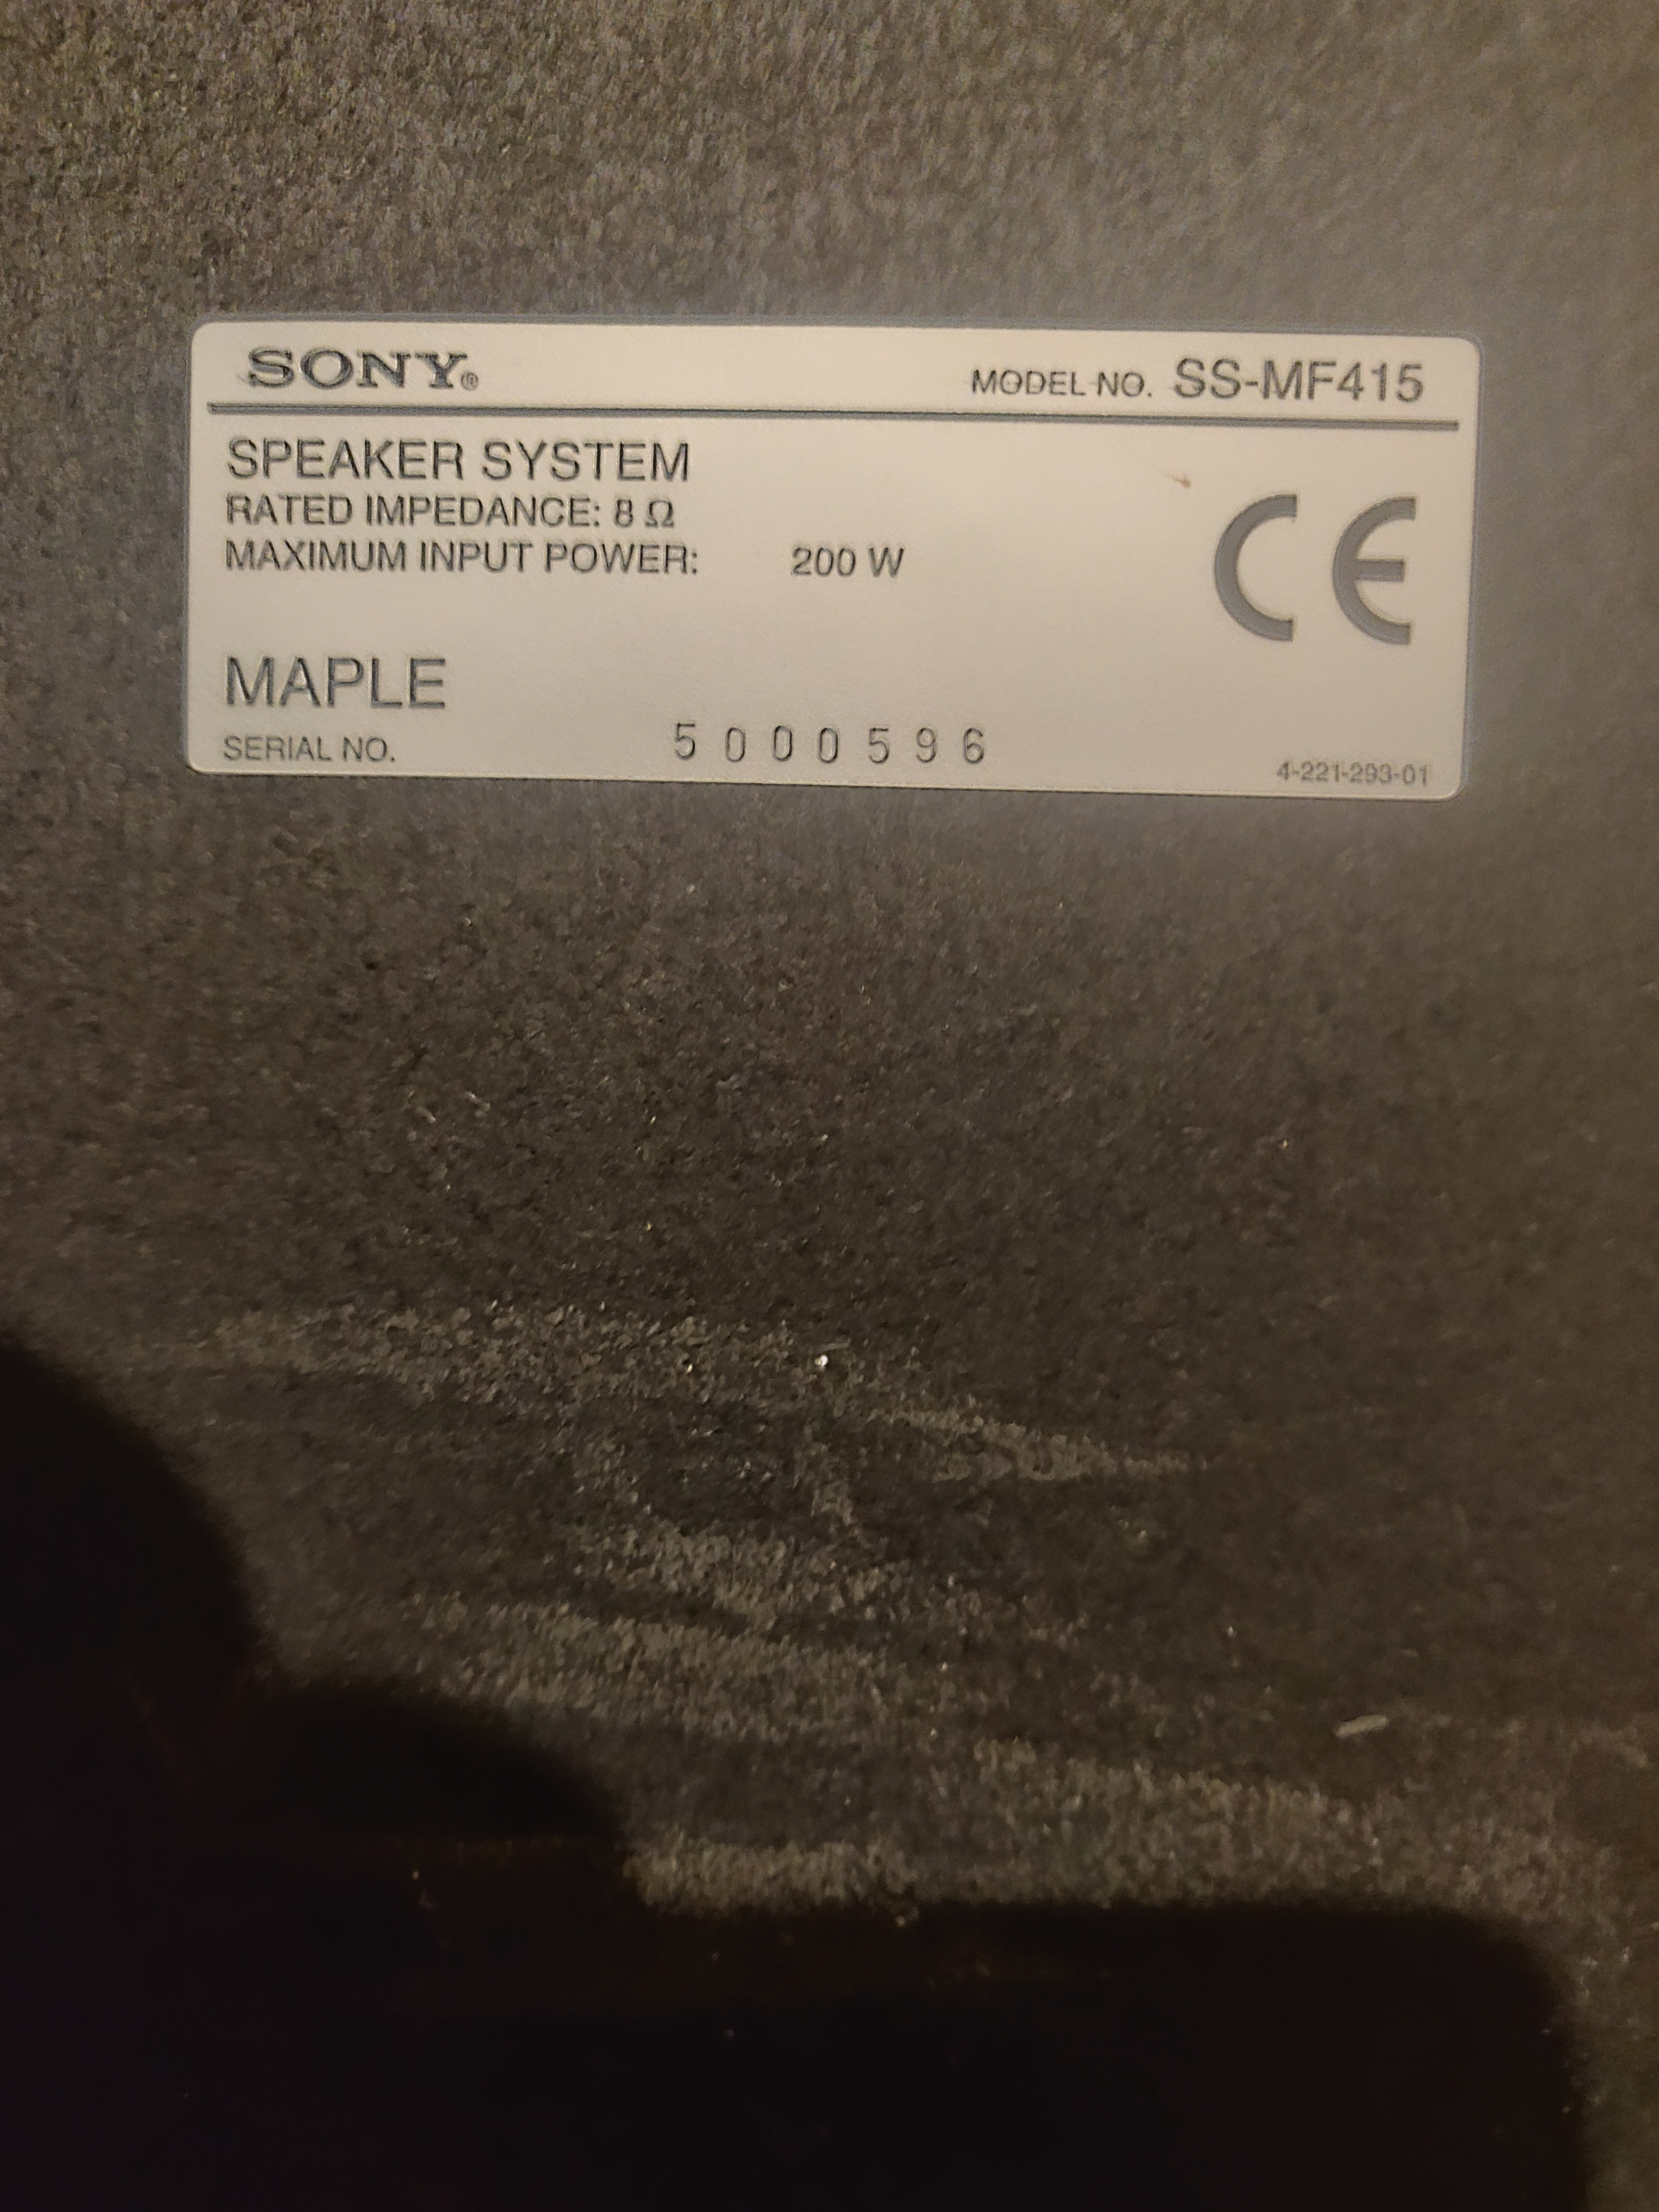 SONY®
MODEL NO. SS-MF415
SPEAKER SYSTEM
RATED IMPEDANCE: 8 Ω
MAXIMUM INPUT POWER: 200 W
CE
MAPLE
SERIAL NO. 5000596
4-221-293-01